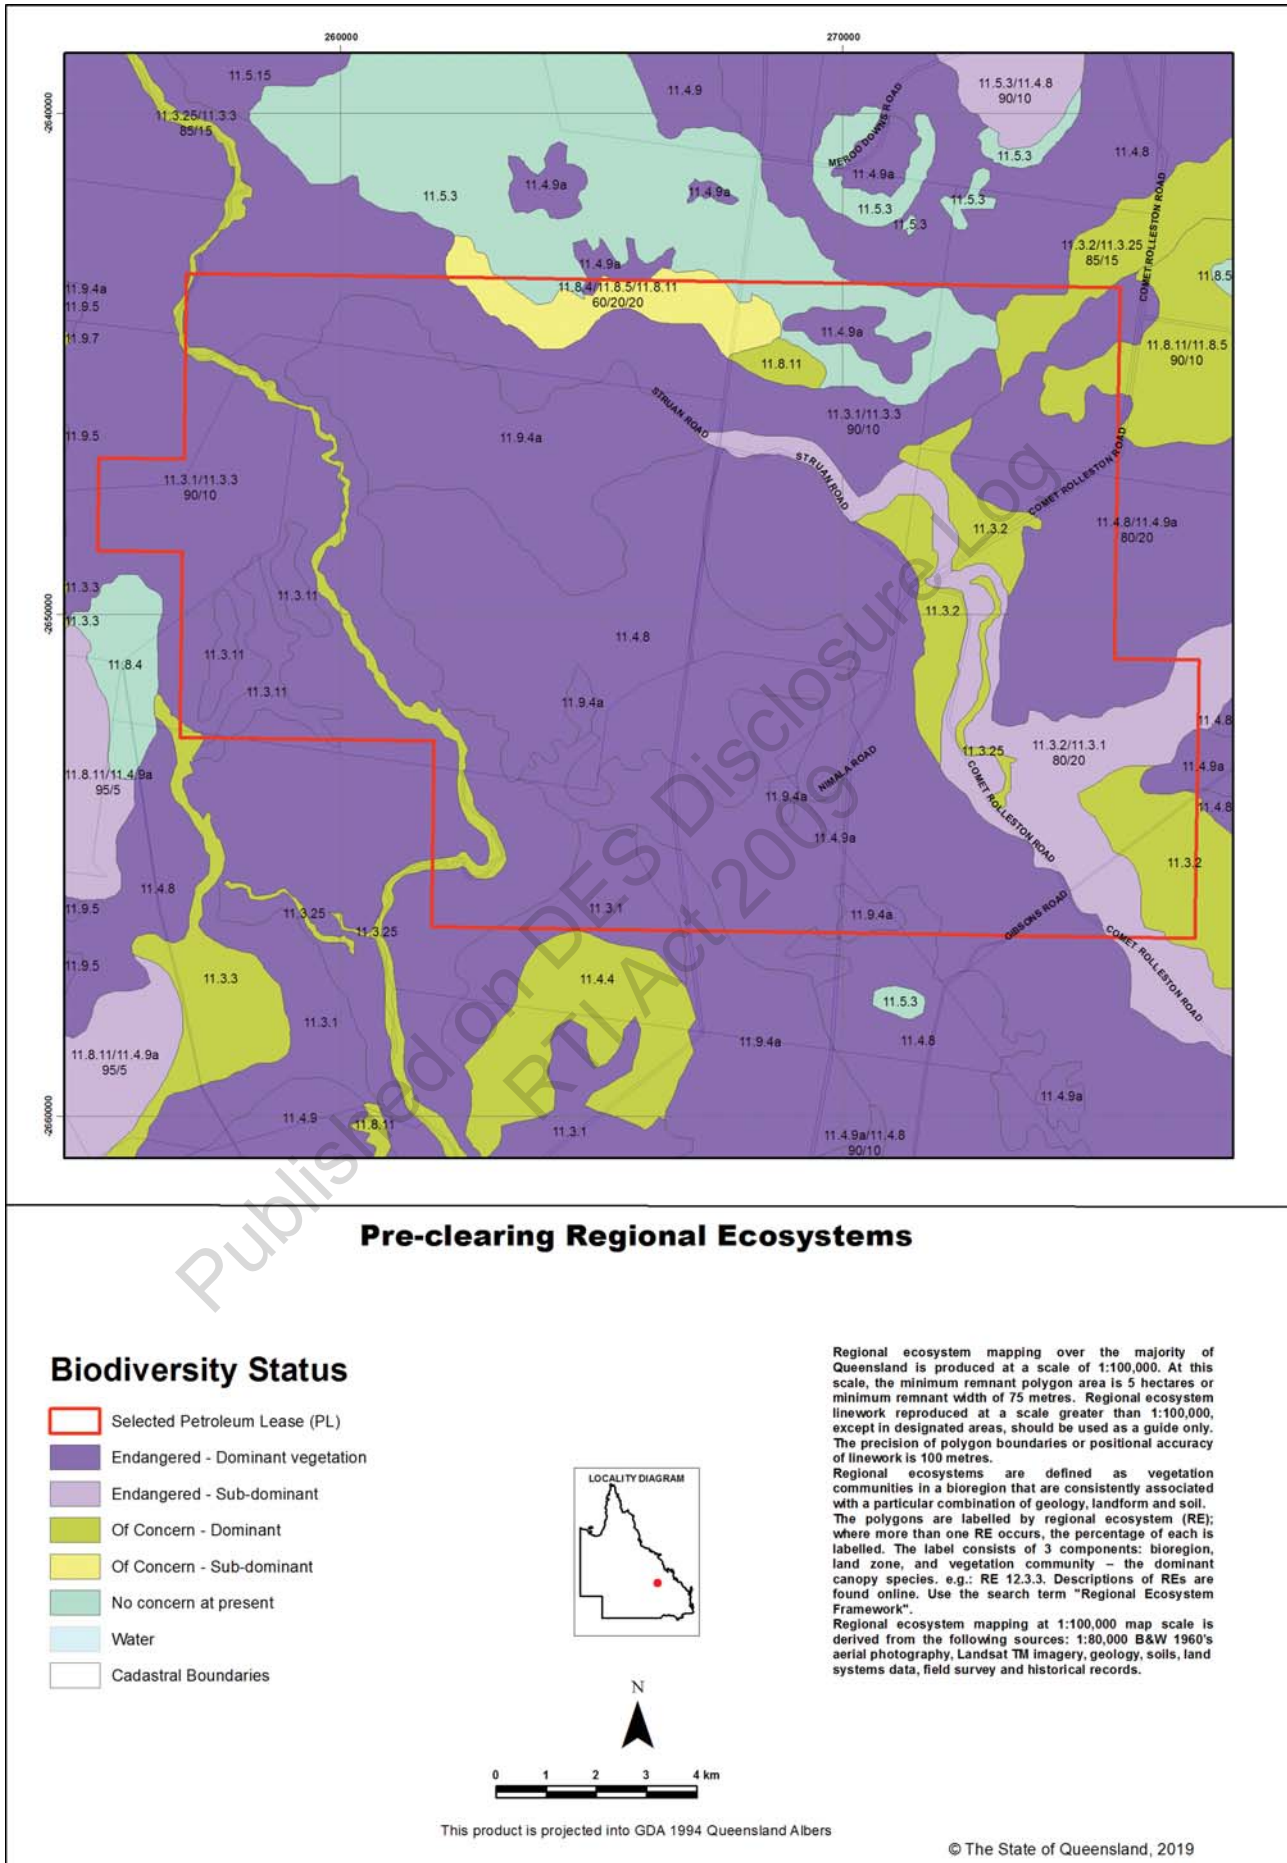 260000
270000
-2640000
-2650000
-2660000
11.5.15
11.4.9
11.5.3/11.4.8
90/10
11.3.25/11.3.3
85/15
MEROO DOWNS ROAD
11.5.3
11.4.8
11.4.9a
11.4.9a
11.4.9a
11.5.3
11.5.3
11.5.3
11.5.3
COMET ROLLESTON ROAD
11.3.2/11.3.25
85/15
11.4.9a
11.8.5
11.9.4a
11.9.5
11.9.7
11.8.4/11.8.5/11.8.11
60/20/20
11.4.9a
11.8.11/11.8.5
90/10
11.8.11
STRUAN ROAD
11.3.1/11.3.3
90/10
11.9.5
11.9.4a
STRUAN ROAD
COMET ROLLESTON ROAD
11.3.1/11.3.3
90/10
11.3.2
11.4.8/11.4.9a
80/20
11.3.3
11.3.11
11.3.3
11.3.2
11.4.8
11.8.4
11.3.11
11.3.11
11.9.4a
11.4.8
11.3.25
11.3.2/11.3.1
80/20
11.4.9a
11.8.11/11.4.9a
95/5
NIMALA ROAD
11.9.4a
COMET ROLLESTON ROAD
11.4.8
11.4.9a
11.3.2
11.4.8
11.9.5
11.3.25
11.3.25
11.3.1
11.9.4a
GIBSONS ROAD
COMET ROLLESTON ROAD
11.9.5
11.3.3
11.4.4
11.5.3
11.3.1
11.9.4a
11.4.8
11.8.11/11.4.9a
95/5
11.4.9a
11.4.9
11.8.11
11.3.1
11.4.9a/11.4.8
90/10
Published on DES Disclosure Log
RTI Act 2009
Pre-clearing Regional Ecosystems
Biodiversity Status
Selected Petroleum Lease (PL)
Endangered - Dominant vegetation
Endangered - Sub-dominant
Of Concern - Dominant
Of Concern - Sub-dominant
No concern at present
Water
Cadastral Boundaries
LOCALITY DIAGRAM
N
0 1 2 3 4 km
This product is projected into GDA 1994 Queensland Albers
Regional ecosystem mapping over the majority of
Queensland is produced at a scale of 1:100,000. At this
scale, the minimum remnant polygon area is 5 hectares or
minimum remnant width of 75 metres. Regional ecosystem
linework reproduced at a scale greater than 1:100,000,
except in designated areas, should be used as a guide only.
The precision of polygon boundaries or positional accuracy
of linework is 100 metres.
Regional ecosystems are defined as vegetation
communities in a bioregion that are consistently associated
with a particular combination of geology, landform and soil.
The polygons are labelled by regional ecosystem (RE);
where more than one RE occurs, the percentage of each is
labelled. The label consists of 3 components: bioregion,
land zone, and vegetation community – the dominant
canopy species. e.g.: RE 12.3.3. Descriptions of REs are
found online. Use the search term "Regional Ecosystem
Framework".
Regional ecosystem mapping at 1:100,000 map scale is
derived from the following sources: 1:80,000 B&W 1960's
aerial photography, Landsat TM imagery, geology, soils, land
systems data, field survey and historical records.
© The State of Queensland, 2019